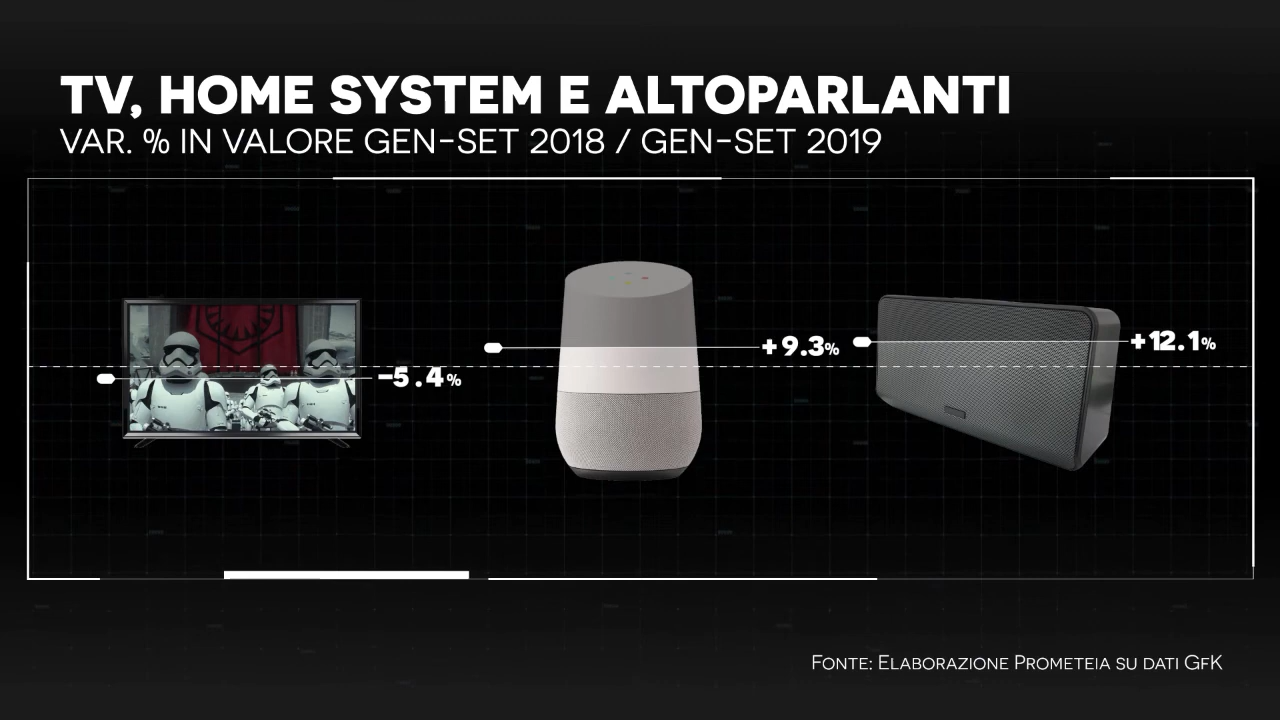 TV, HOME SYSTEM E ALTOPARLANTI
VAR. % IN VALORE GEN-SET 2018 / GEN-SET 2019
-5.4%
+9.3%
+12.1%
FONTE: ELABORAZIONE PROMETEIA SU DATI GFK